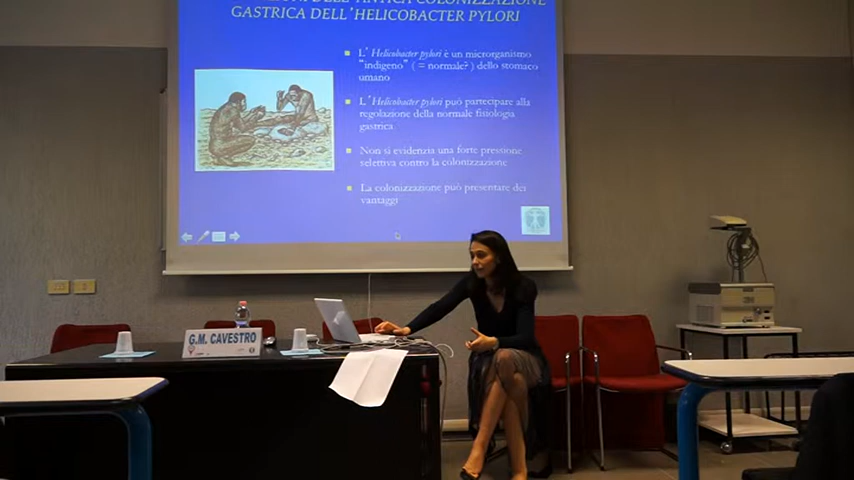 GASTRICA DELL'HELICOBACTER PYLORI
L' Helicobacter pylori è un microrganismo
"indigeno" ( = normale? ) dello stomaco
umano
L'Helicobacter pylori può partecipare alla
regolazione della normale fisiologia
gastrica
Non si evidenzia una forte pressione
selettiva contro la colonizzazione
La colonizzazione può presentare dei
vantaggi
G.M. CAVESTRO